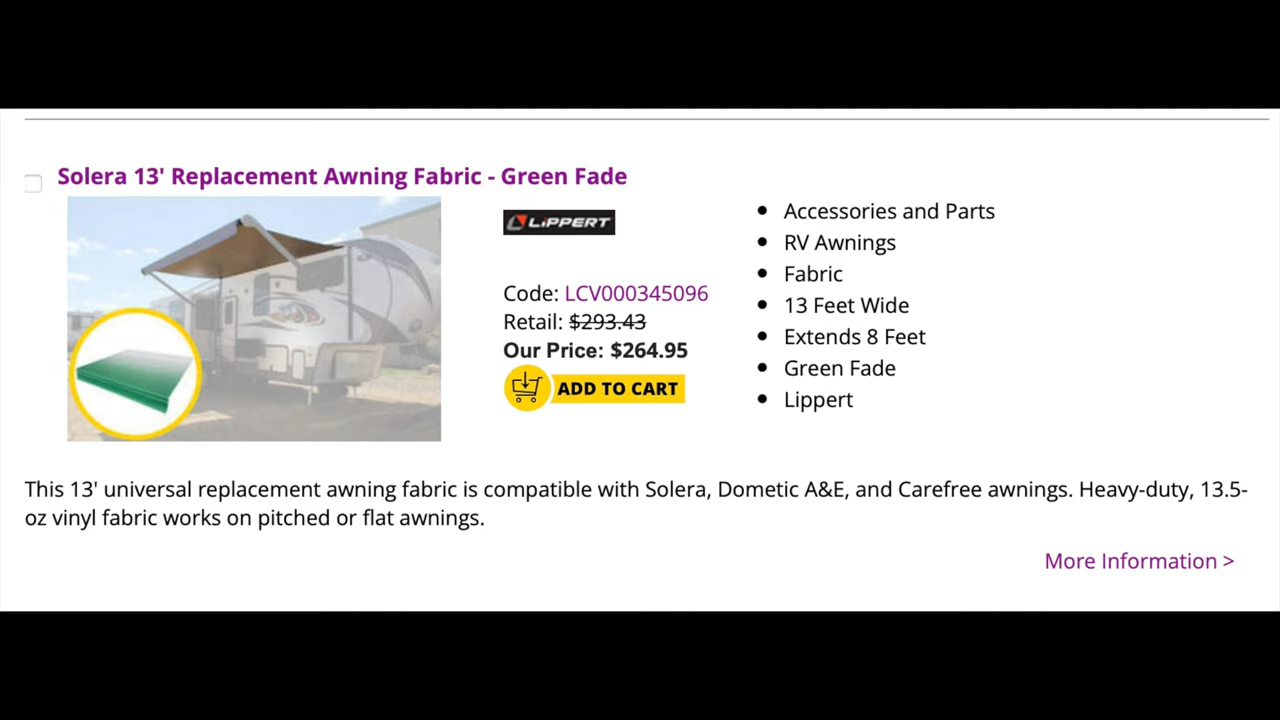 Solera 13' Replacement Awning Fabric - Green Fade
LiPPERT
Code: LCV000345096
Retail: $293.43
Our Price: $264.95
ADD TO CART
Accessories and Parts
RV Awnings
Fabric
13 Feet Wide
Extends 8 Feet
Green Fade
Lippert
This 13' universal replacement awning fabric is compatible with Solera, Dometic A&E, and Carefree awnings. Heavy-duty, 13.5-
oz vinyl fabric works on pitched or flat awnings.
More Information >